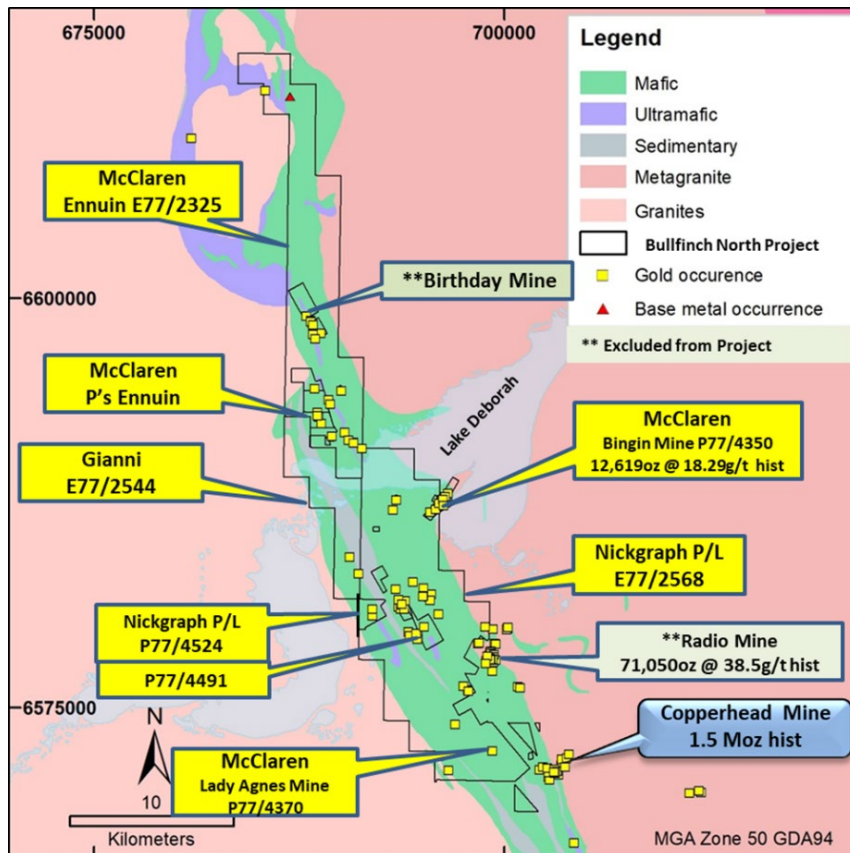 675000
700000
Legend
Mafic
Ultramafic
Sedimentary
Metagranite
Granites
Bullfinch North Project
Gold occurence
Base metal occurrence
** Excluded from Project
McClaren
Ennuin E77/2325
6600000
**Birthday Mine
McClaren
P's Ennuin
Lake Deborah
McClaren
Bingin Mine P77/4350
12,619oz @ 18.29g/t hist
Gianni
E77/2544
Nickgraph P/L
E77/2568
Nickgraph P/L
P77/4524
P77/4491
**Radio Mine
71,050oz @ 38.5g/t hist
6575000
N
Copperhead Mine
1.5 Moz hist
McClaren
Lady Agnes Mine
P77/4370
10
Kilometers
MGA Zone 50 GDA94